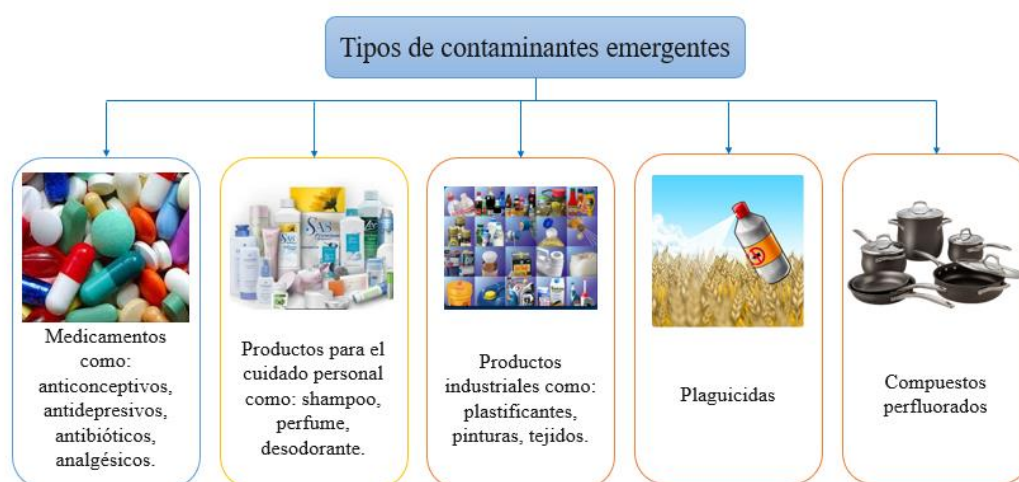 Tipos de contaminantes emergentes
Medicamentos
como:
anticonceptivos,
antidepresivos,
antibióticos,
analgésicos.
Productos para el
cuidado personal
como: shampoo,
perfume,
desodorante.
Productos
industriales como:
plastificantes,
pinturas, tejidos.
Plaguicidas
Compuestos
perfluorados